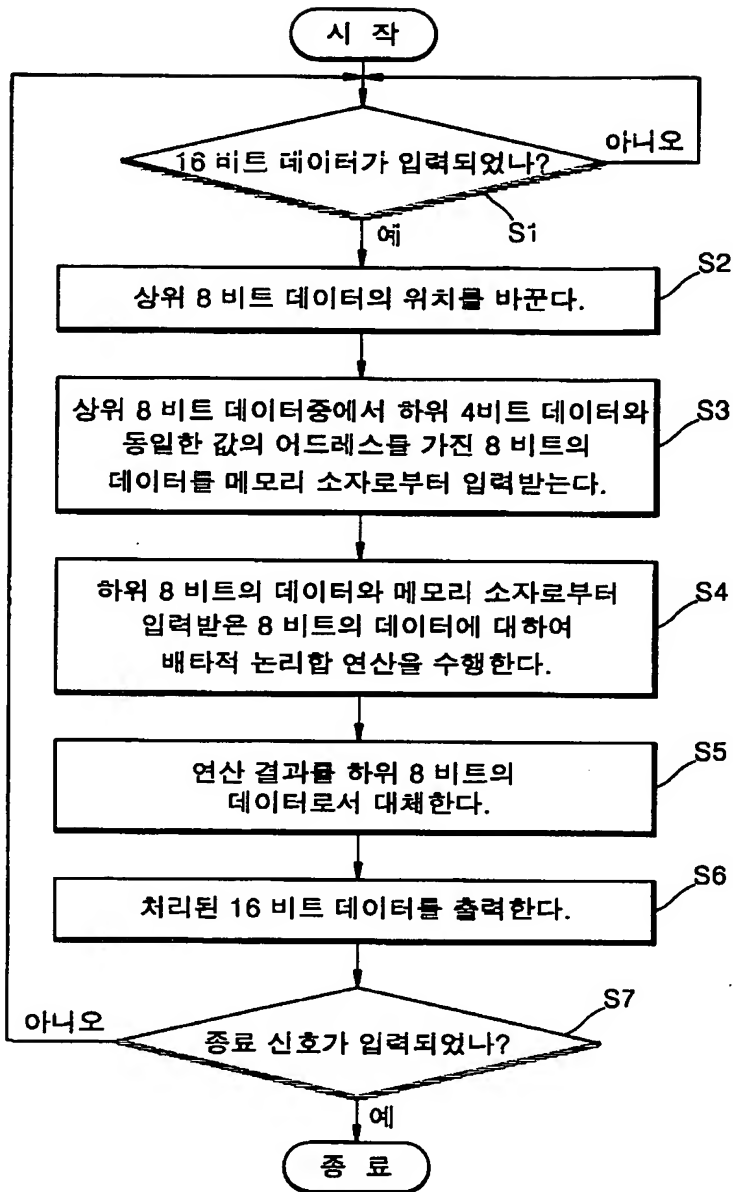 시 작
16 비트 데이터가 입력되었나?
아니오
S1
예
S2
상위 8 비트 데이터의 위치를 바꾼다.
상위 8 비트 데이터중에서 하위 4비트 데이터와
동일한 값의 어드레스를 가진 8 비트의
데이터를 메모리 소자로부터 입력받는다.
S3
하위 8 비트의 데이터와 메모리 소자로부터
입력받은 8 비트의 데이터에 대하여
배타적 논리합 연산을 수행한다.
S4
연산 결과를 하위 8 비트의
데이터로서 대체한다.
S5
처리된 16 비트 데이터를 출력한다.
S6
아니오
종료 신호가 입력되었나?
S7
예
종 료